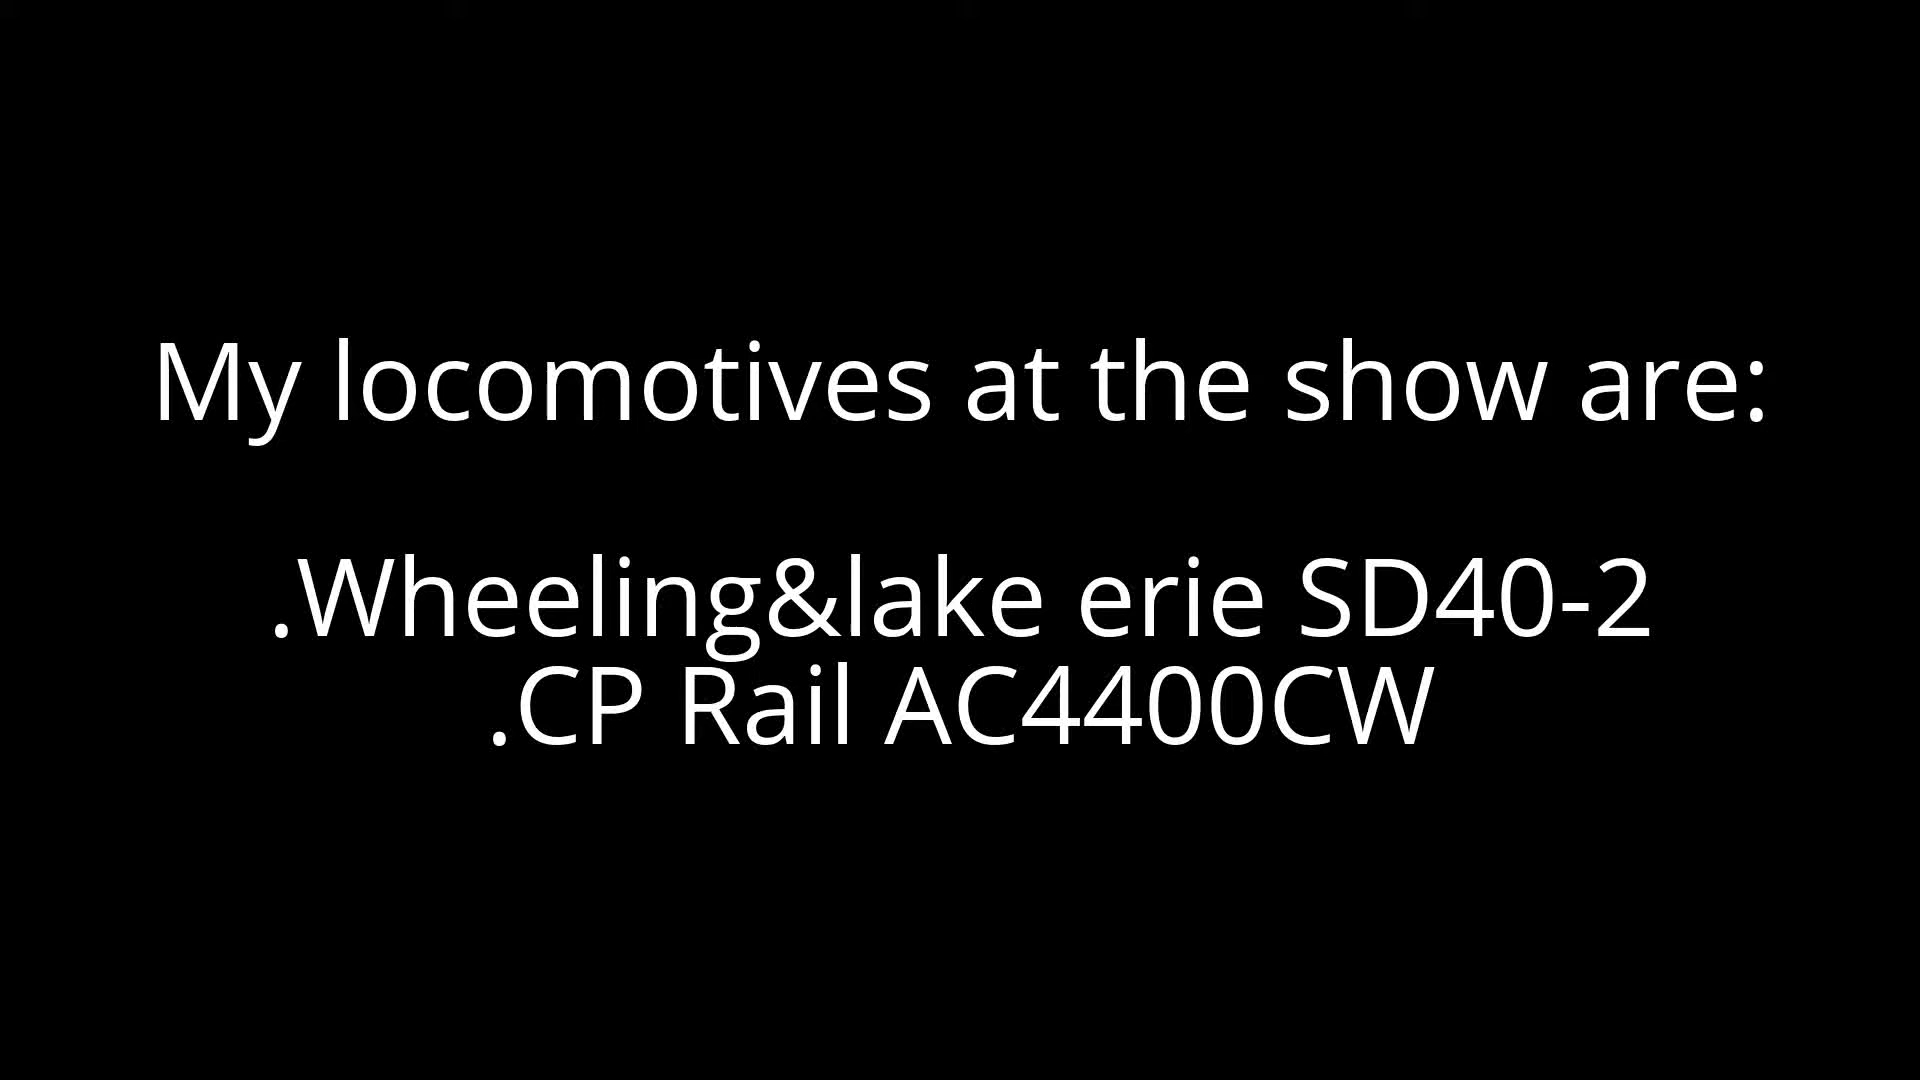 My locomotives at the show are:
.Wheeling&lake erie SD40-2
.CP Rail AC4400CW